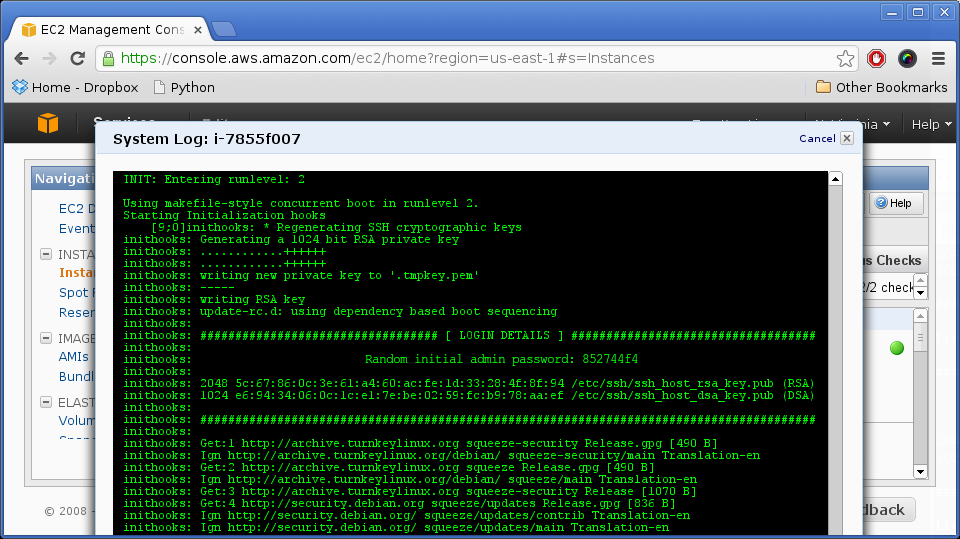 EC2 Management Cons
https://console.aws.amazon.com/ec2/home?region=us-east-1#s=Instances
Home - Dropbox
Python
Other Bookmarks
Services
Edit
Help
System Log: i-7855f007
Cancel
Navigati
EC2 D
Event
INSTA
Instan
Spot R
Reser
IMAGE
AMIs
Bundl
ELAST
Volum
INIT: Entering runlevel: 2
Using makefile-style concurrent boot in runlevel 2.
Starting Initialization hooks
[9;0]inithooks: * Regenerating SSH cryptographic keys
inithooks: Generating a 1024 bit RSA private key
inithooks: ............++++++
inithooks: ............++++++
inithooks: writing new private key to '.tmpkey.pem'
inithooks: -----
inithooks: writing RSA key
inithooks: update-rc.d: using dependency based boot sequencing
inithooks:
inithooks: ################################## [ LOGIN DETAILS ] ###################################
inithooks:
inithooks: Random initial admin password: 852744f4
inithooks:
inithooks: 2048 5c:67:86:0c:3e:61:a4:60:ac:fe:1d:33:28:4f:8f:94 /etc/ssh/ssh_host_rsa_key.pub (RSA)
inithooks: 1024 e6:94:34:06:0c:1c:e1:7e:be:02:59:fc:b9:78:aa:ef /etc/ssh/ssh_host_dsa_key.pub (DSA)
inithooks:
inithooks: ########################################################################################
inithooks:
inithooks: Get:1 http://archive.turnkeylinux.org squeeze-security Release.gpg [490 B]
inithooks: Ign http://archive.turnkeylinux.org/debian/ squeeze-security/main Translation-en
inithooks: Get:2 http://archive.turnkeylinux.org squeeze Release.gpg [490 B]
inithooks: Ign http://archive.turnkeylinux.org/debian/ squeeze/main Translation-en
inithooks: Get:3 http://archive.turnkeylinux.org squeeze-security Release [1070 B]
inithooks: Get:4 http://security.debian.org squeeze/updates Release.gpg [836 B]
inithooks: Ign http://security.debian.org/ squeeze/updates/contrib Translation-en
inithooks: Ign http://security.debian.org/ squeeze/updates/main Translation-en
Help
us Checks
2/2 check
© 2008 -
dback